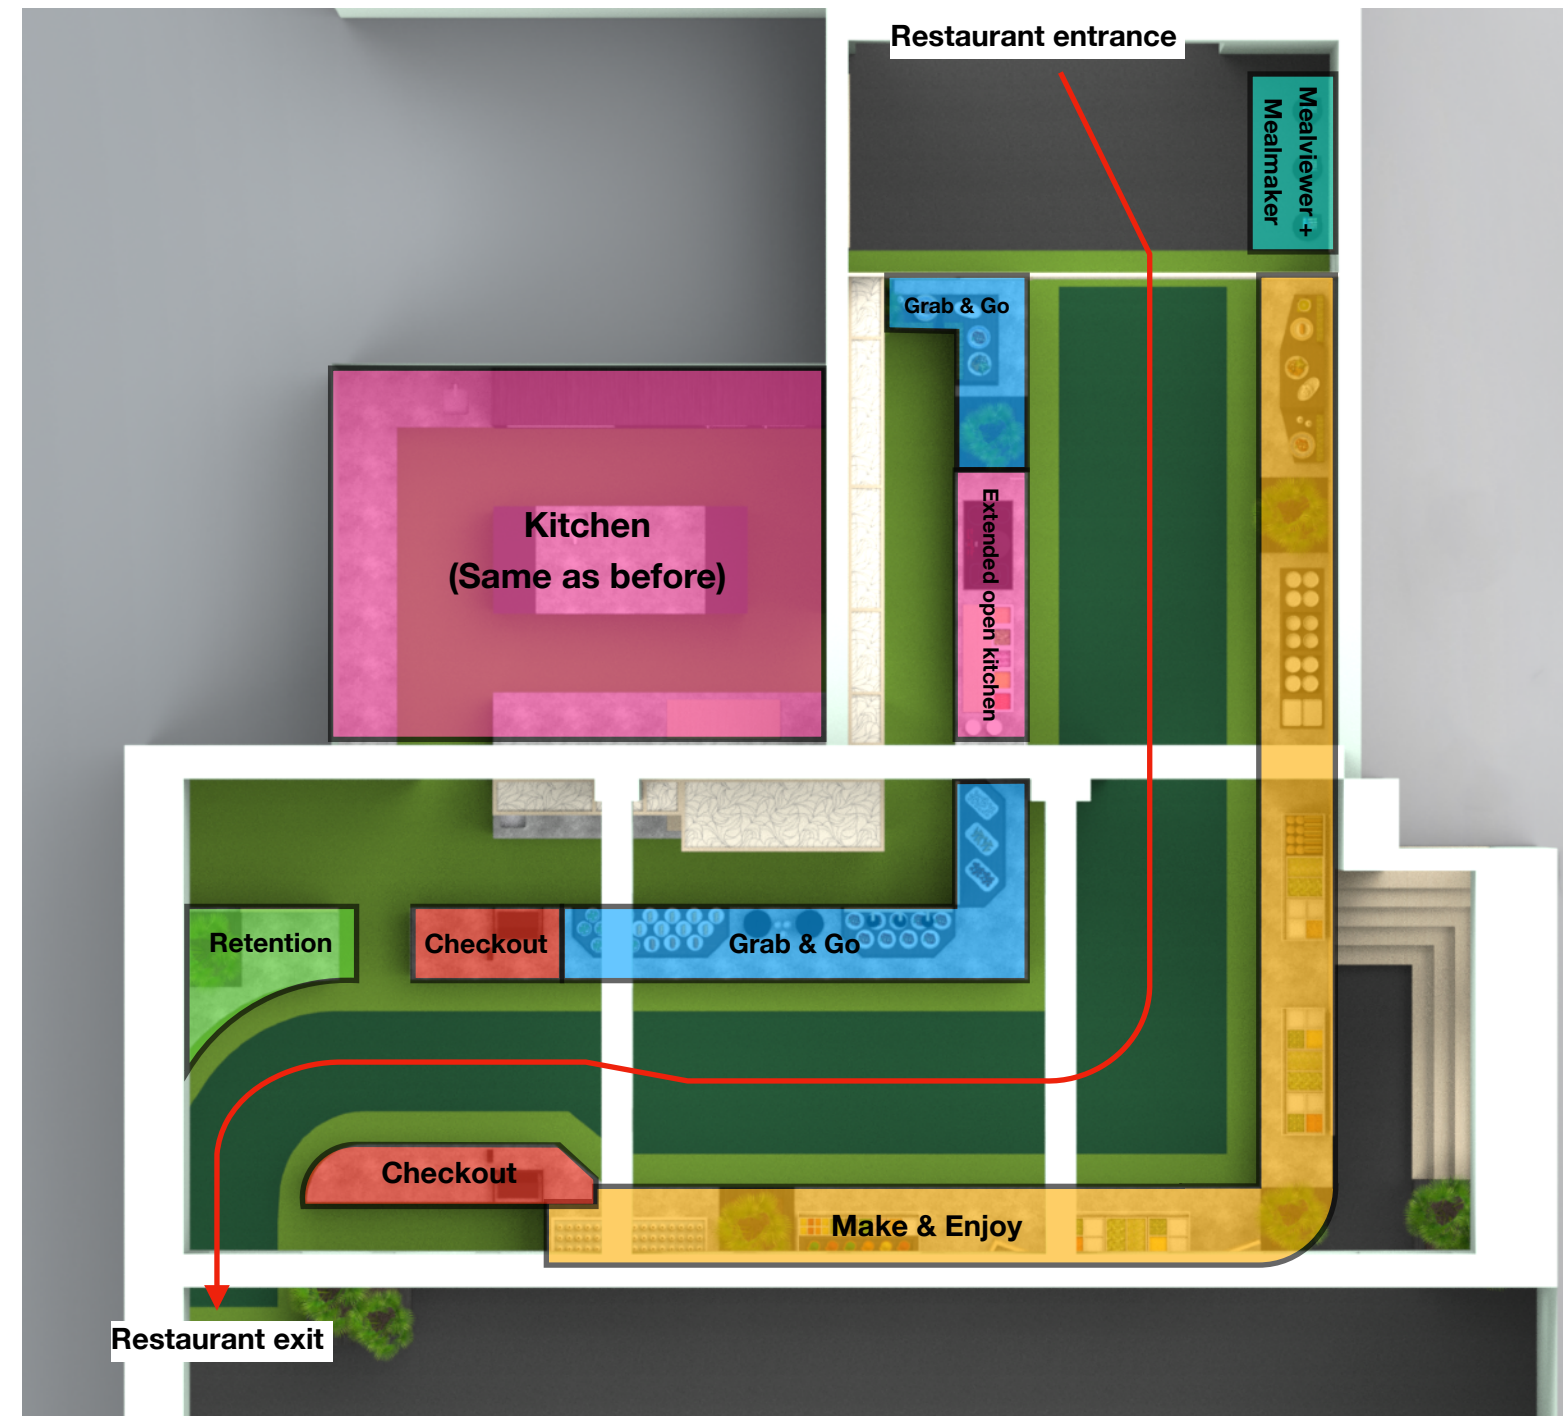 Restaurant entrance
Mealviewer +
Mealmaker
Grab & Go
Kitchen
(Same as before)
Extended open kitchen
Retention
Checkout
Grab & Go
Checkout
Make & Enjoy
Restaurant exit